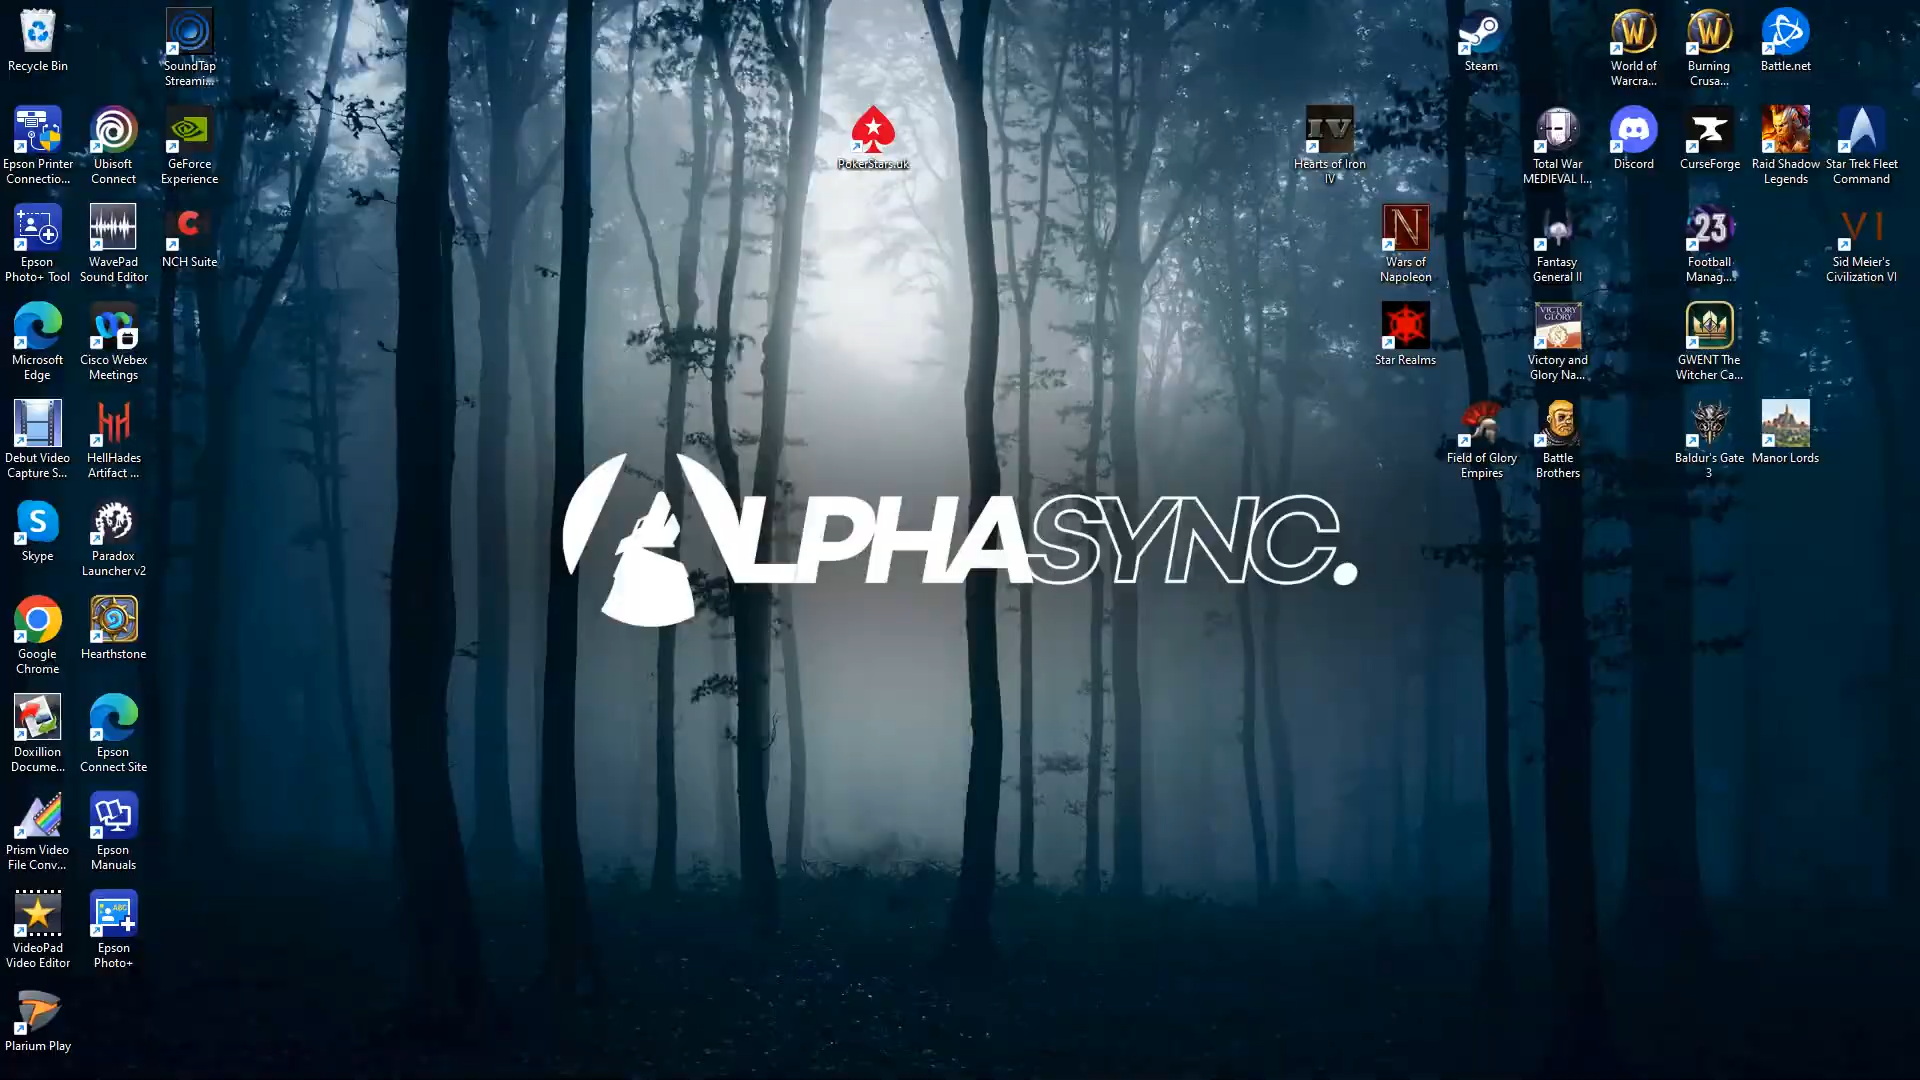 Recycle Bin
SoundTap
Streami...
Steam
World of
Warcra...
Burning
Crusa...
Battle.net
Epson Printer
Connectio...
Ubisoft
Connect
GeForce
Experience
PokerStars.uk
IV
Hearts of Iron
IV
Total War
MEDIEVAL I...
Discord
CurseForge
Raid Shadow
Legends
Star Trek Fleet
Command
Epson
Photo+ Tool
WavePad
Sound Editor
C
NCH Suite
N
Wars of
Napoleon
Fantasy
General II
23
Football
Manag...
VI
Sid Meier's
Civilization VI
Microsoft
Edge
Cisco Webex
Meetings
Star Realms
VICTORY
GLORY
Victory and
Glory Na...
GWENT The
Witcher Ca...
Debut Video
Capture S...
HellHades
Artifact ...
Field of Glory
Empires
Battle
Brothers
Baldur's Gate
3
Manor Lords
ALPHASYNC.
S
Skype
Paradox
Launcher v2
Google
Chrome
Hearthstone
Doxillion
Docume...
Epson
Connect Site
Prism Video
File Conv...
Epson
Manuals
ABC
VideoPad
Video Editor
Epson
Photo+
Plarium Play